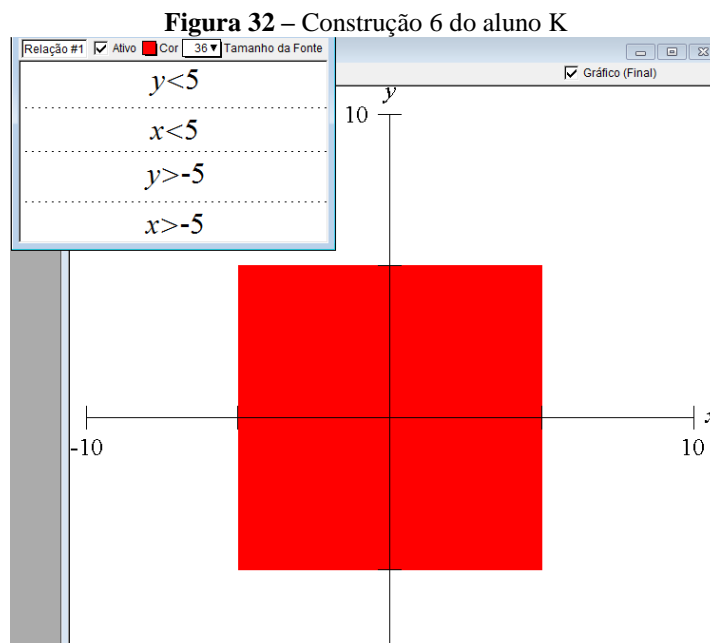 Figura 32 – Construção 6 do aluno K
Relação #1 Ativo Cor 36 Tamanho da Fonte
y<5
x<5
y>-5
x>-5
Gráfico (Final)
y
10
-10
10
x